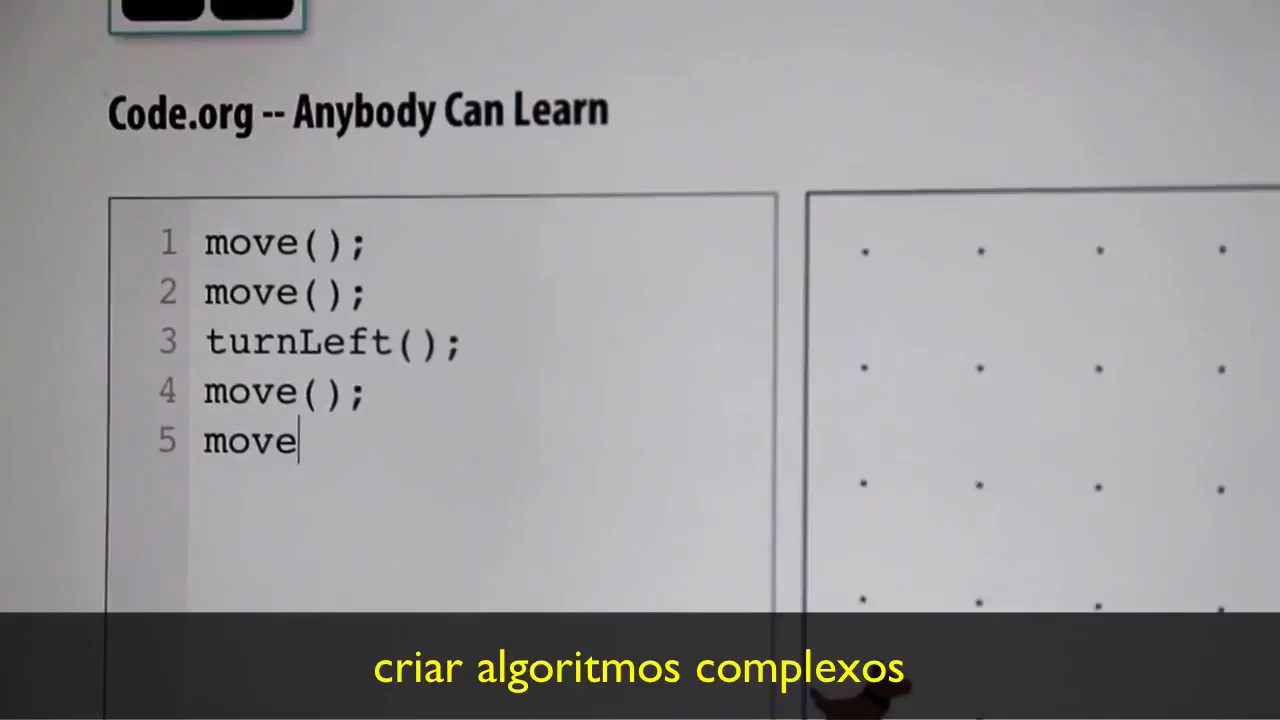 Code.org -- Anybody Can Learn
1 move();
2 move();
3 turnLeft();
4 move();
5 move
criar algoritmos complexos